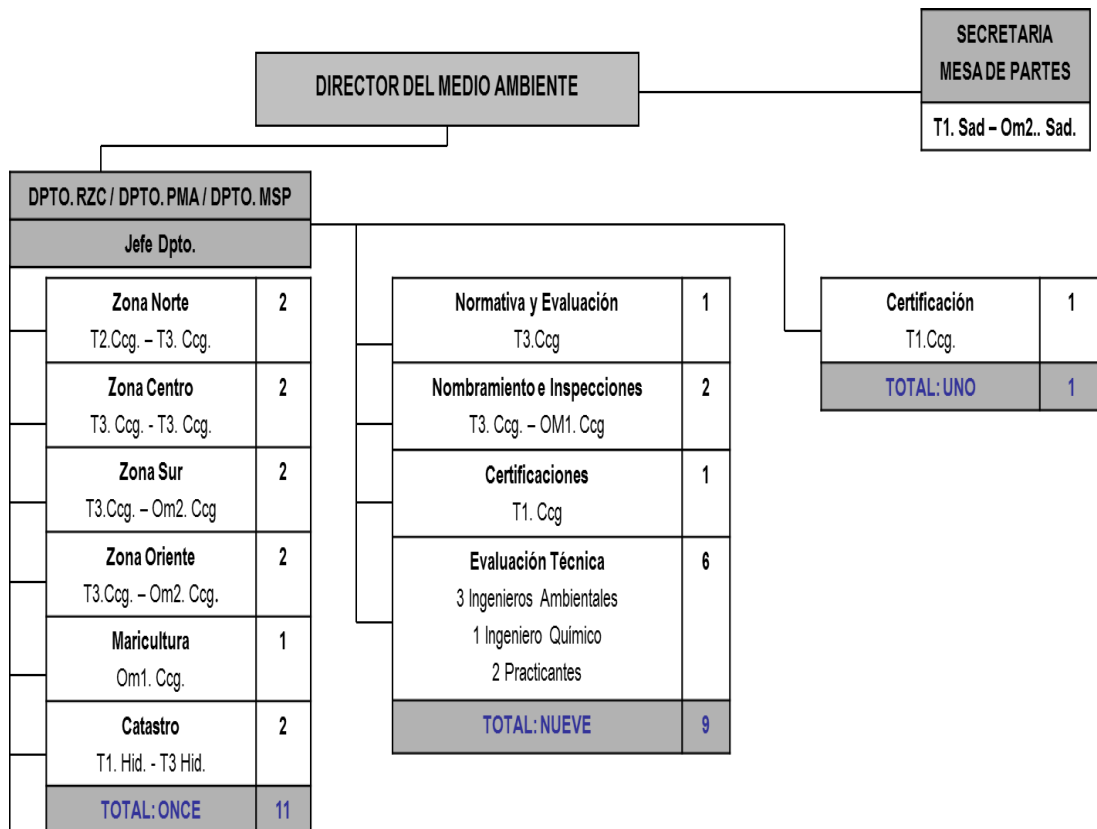 SECRETARIA
MESA DE PARTES
T1. Sad – Om2.. Sad.
DIRECTOR DEL MEDIO AMBIENTE
DPTO. RZC / DPTO. PMA / DPTO. MSP
Jefe Dpto.
Zona Norte 2
T2.Ccg. – T3. Ccg.
Zona Centro 2
T3. Ccg. - T3. Ccg.
Zona Sur 2
T3.Ccg. – Om2. Ccg
Zona Oriente 2
T3.Ccg. – Om2. Ccg.
Maricultura 1
Om1. Ccg.
Catastro 2
T1. Hid. - T3 Hid.
TOTAL: ONCE 11
Normativa y Evaluación 1
T3.Ccg
Nombramiento e Inspecciones 2
T3. Ccg. – OM1. Ccg
Certificaciones 1
T1. Ccg
Evaluación Técnica 6
3 Ingenieros Ambientales
1 Ingeniero Químico
2 Practicantes
TOTAL: NUEVE 9
Certificación 1
T1.Ccg.
TOTAL: UNO 1